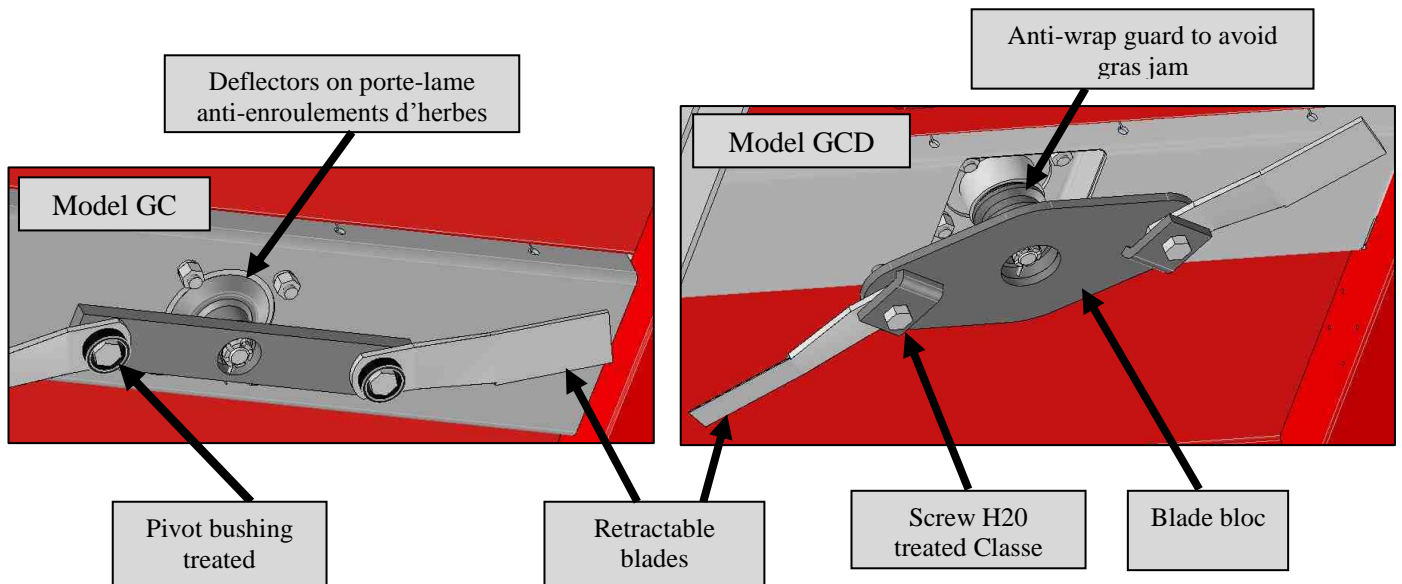 Anti-wrap guard to avoid
gras jam
Deflectors on porte-lame
anti-enroulements d'herbes
Model GCD
Model GC
Pivot bushing
treated
Retractable
blades
Screw H20
treated Classe
Blade bloc